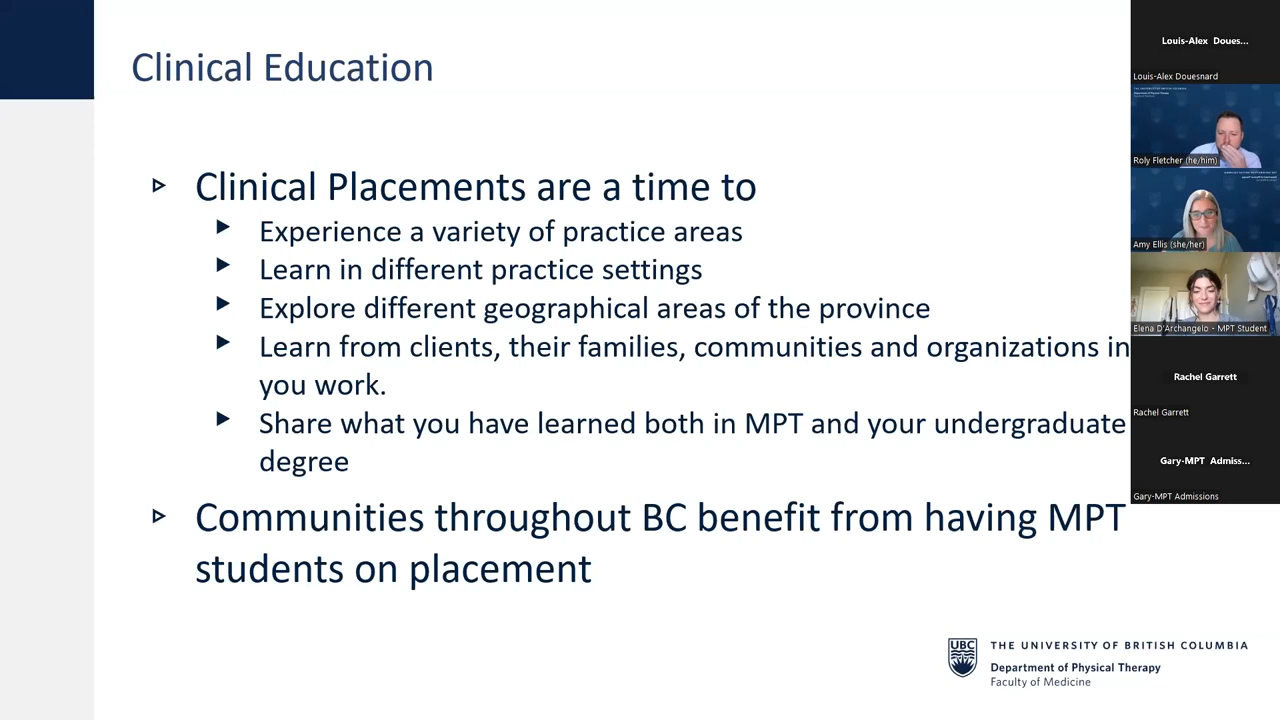 Clinical Education
Clinical Placements are a time to
Experience a variety of practice areas
Learn in different practice settings
Explore different geographical areas of the province
Learn from clients, their families, communities and organizations in
you work.
Share what you have learned both in MPT and your undergraduate
degree
Communities throughout BC benefit from having MPT
students on placement
UBC
THE UNIVERSITY OF BRITISH COLUMBIA
Department of Physical Therapy
Faculty of Medicine
Louis-Alex Doues...
Louis-Alex Douesnard
Roly Fletcher (he/him)
Amy Ellis (she/her)
Elena D'Archangelo - MPT Student
Rachel Garrett
Rachel Garrett
Gary-MPT Admiss...
Gary-MPT Admissions